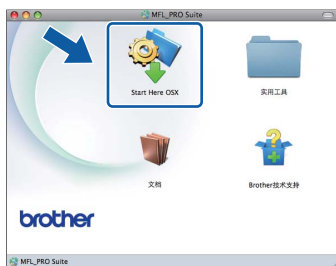 MFL_PRO Suite
Start Here OSX
实用工具
文档
Brother技术支持
brother
MFL_PRO Suite